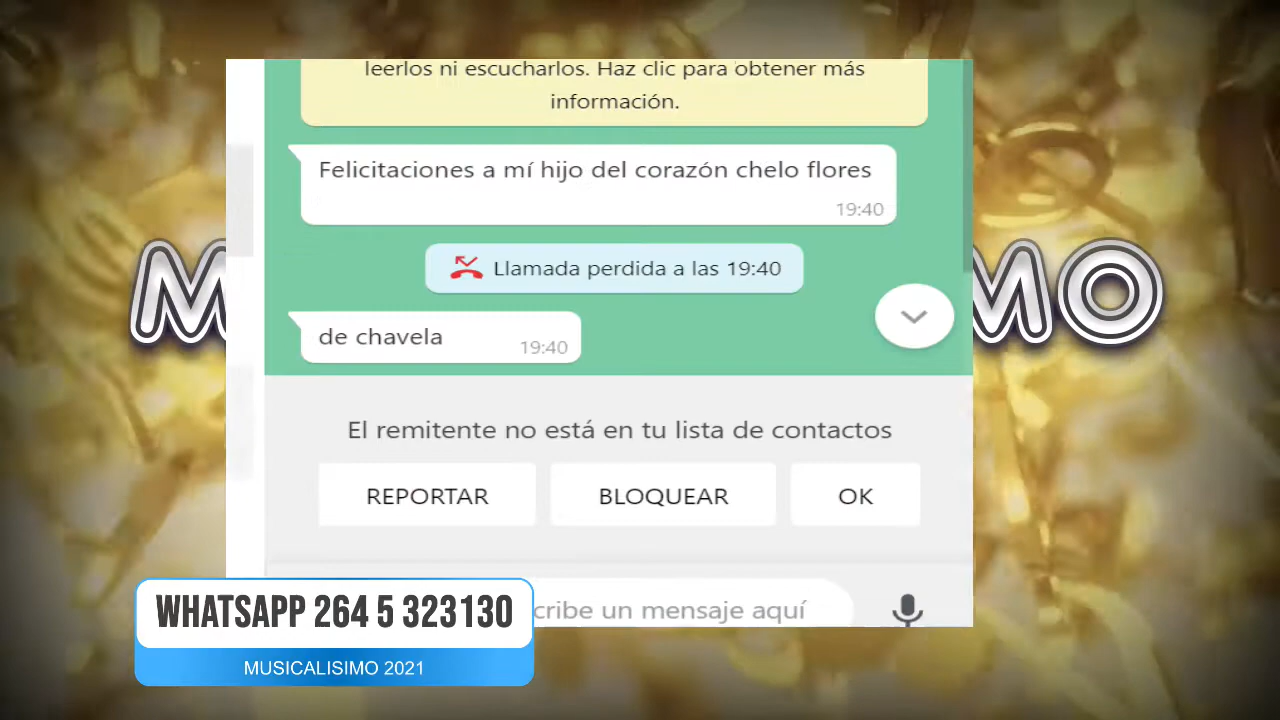 leerlos ni escucharlos. Haz clic para obtener más
información.
Felicitaciones a mí hijo del corazón chelo flores
19:40
Llamada perdida a las 19:40
de chavela
19:40
M
MO
El remitente no está en tu lista de contactos
REPORTAR
BLOQUEAR
OK
cribe un mensaje aquí
WHATSAPP 264 5 323130
MUSICALISIMO 2021